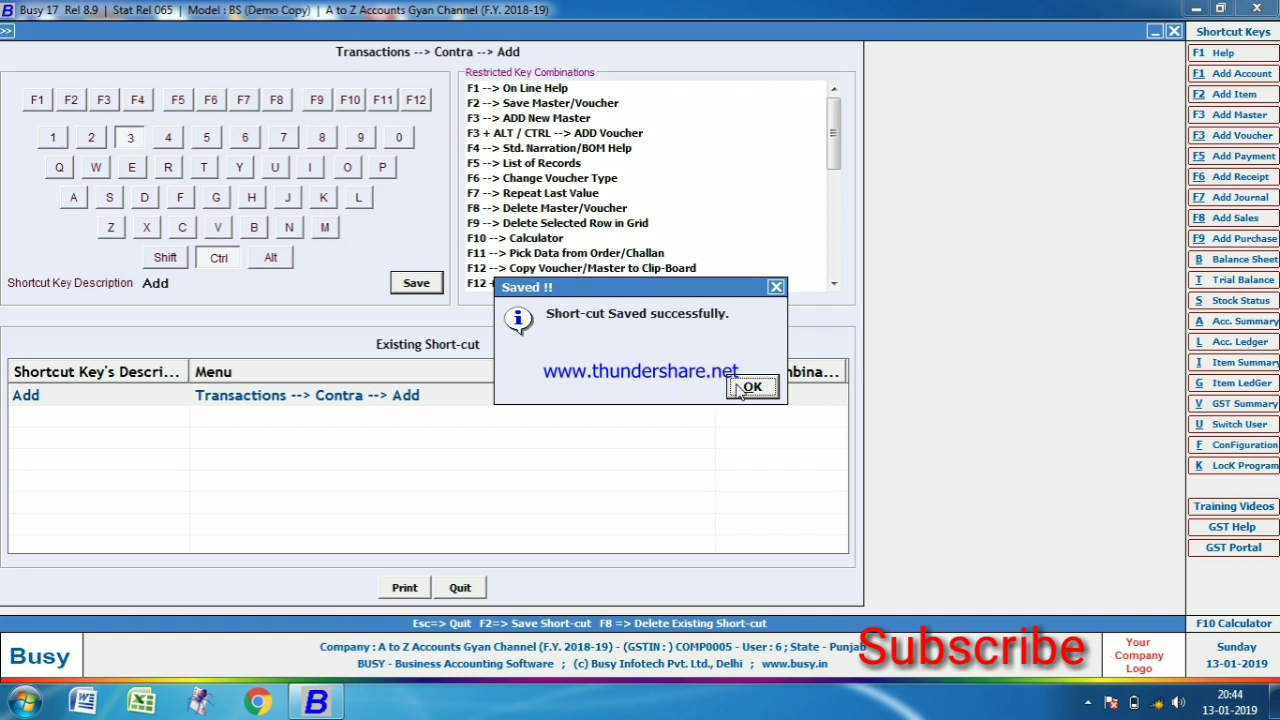 Busy 17 Rel 8.9 | Stat Rel 065 | Model : BS (Demo Copy) | A to Z Accounts Gyan Channel (F.Y. 2018-19)
>>
Transactions --> Contra --> Add
F1 F2 F3 F4 F5 F6 F7 F8 F9 F10 F11 F12
1 2 3 4 5 6 7 8 9 0
Q W E R T Y U I O P
A S D F G H J K L
Z X C V B N M
Shift Ctrl Alt
Shortcut Key Description Add
Save
Restricted Key Combinations
F1 --> On Line Help
F2 --> Save Master/Voucher
F3 --> ADD New Master
F3 + ALT / CTRL --> ADD Voucher
F4 --> Std. Narration/BOM Help
F5 --> List of Records
F6 --> Change Voucher Type
F7 --> Repeat Last Value
F8 --> Delete Master/Voucher
F9 --> Delete Selected Row in Grid
F10 --> Calculator
F11 --> Pick Data from Order/Challan
F12 --> Copy Voucher/Master to Clip-Board
F12 +
Saved !!
Short-cut Saved successfully.
www.thundershare.net
OK
Existing Short-cut
Shortcut Key's Descri... Menu
Add Transactions --> Contra --> Add
Print Quit
Esc=> Quit F2=> Save Short-cut F8 => Delete Existing Short-cut
Busy
Company : A to Z Accounts Gyan Channel (F.Y. 2018-19) - (GSTIN : ) COMP0005 - User : 6 ; State - Punjab
BUSY - Business Accounting Software ; (c) Busy Infotech Pvt. Ltd., Delhi ; www.busy.in
Subscribe
Your
Company
Logo
Shortcut Keys
F1 Help
F1 Add Account
F2 Add Item
F3 Add Master
F3 Add Voucher
F5 Add Payment
F6 Add Receipt
F7 Add Journal
F8 Add Sales
F9 Add Purchase
B Balance Sheet
T Trial Balance
S Stock Status
A Acc. Summary
L Acc. Ledger
I Item Summar
G Item LedGer
V GST Summary
U Switch User
F ConFiguration
K LocK Program
Training Videos
GST Help
GST Portal
F10 Calculator
Sunday
13-01-2019
20:44
13-01-2019